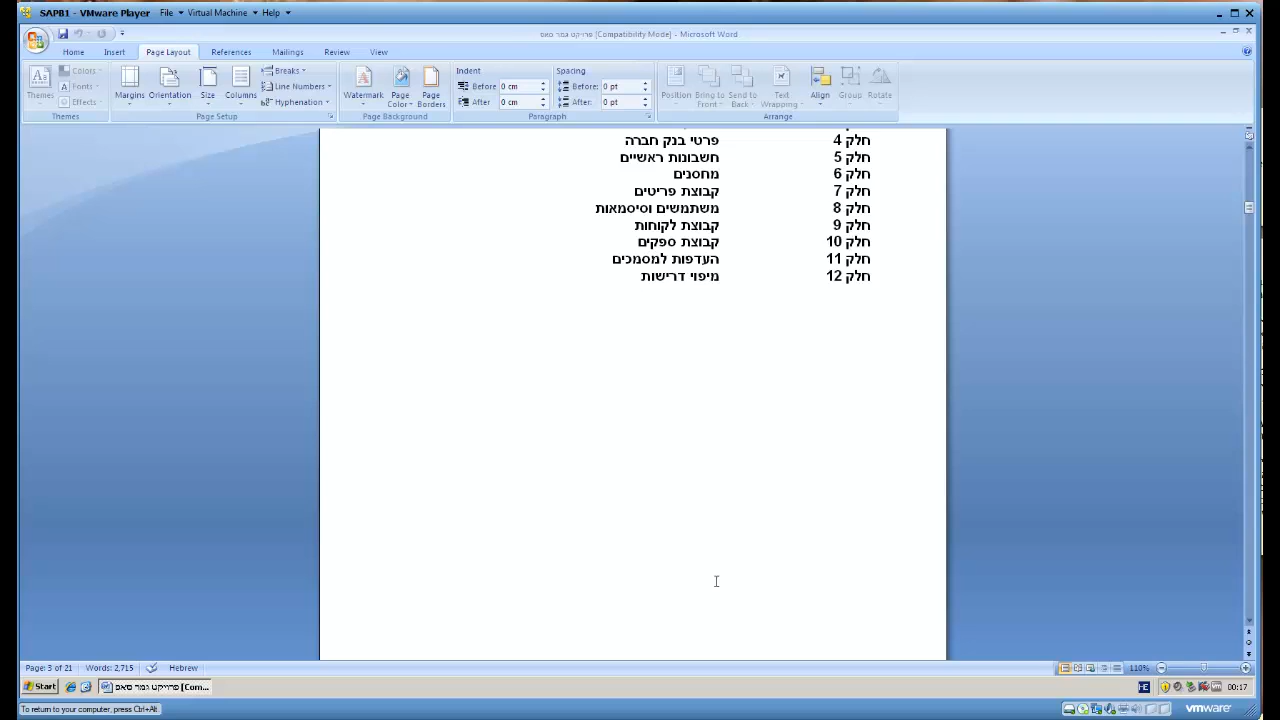 SAPB1 - VMware Player File Virtual Machine Help
פרוייקט גמר סאפ [Compatibility Mode] - Microsoft Word
Home Insert Page Layout References Mailings Review View
Themes
Colors
Fonts
Effects
Margins Orientation Size Columns
Breaks
Line Numbers
Hyphenation
Watermark Page Color Page Borders
Indent
Before 0 cm
After 0 cm
Spacing
Before: 0 pt
After: 0 pt
Position Bring to Front Send to Back Text Wrapping Align Group Rotate
Themes Page Setup Page Background Paragraph Arrange
חלק 4 פרטי בנק חברה
חלק 5 חשבונות ראשיים
חלק 6 מחסנים
חלק 7 קבוצת פריטים
חלק 8 משתמשים וסיסמאות
חלק 9 קבוצת לקוחות
חלק 10 קבוצת ספקים
חלק 11 העדפות למסמכים
חלק 12 מיפוי דרישות
Page: 3 of 21 Words: 2,715 Hebrew 110%
Start פרוייקט גמר סאפ [Com... HE 00:17
To return to your computer, press Ctrl+Alt. vmware